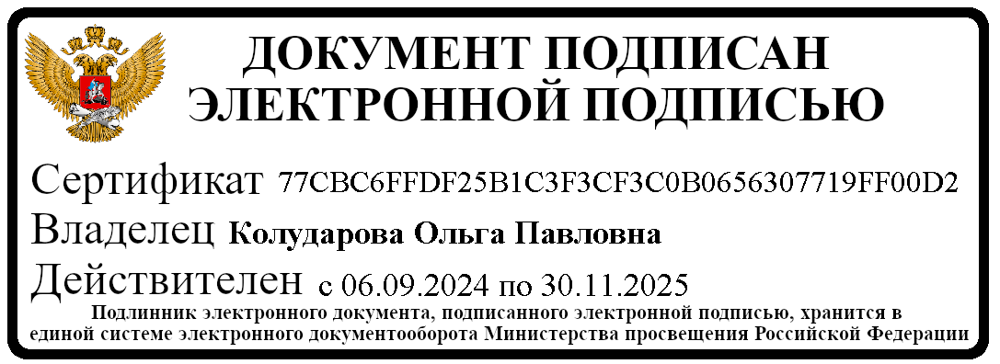 ДОКУМЕНТ ПОДПИСАН
ЭЛЕКТРОННОЙ ПОДПИСЬЮ
Сертификат 77CBC6FFDF25B1C3F3CF3C0B0656307719FF00D2
Владелец Колударова Ольга Павловна
Действителен с 06.09.2024 по 30.11.2025
Подлинник электронного документа, подписанного электронной подписью, хранится в
единой системе электронного документооборота Министерства просвещения Российской Федерации